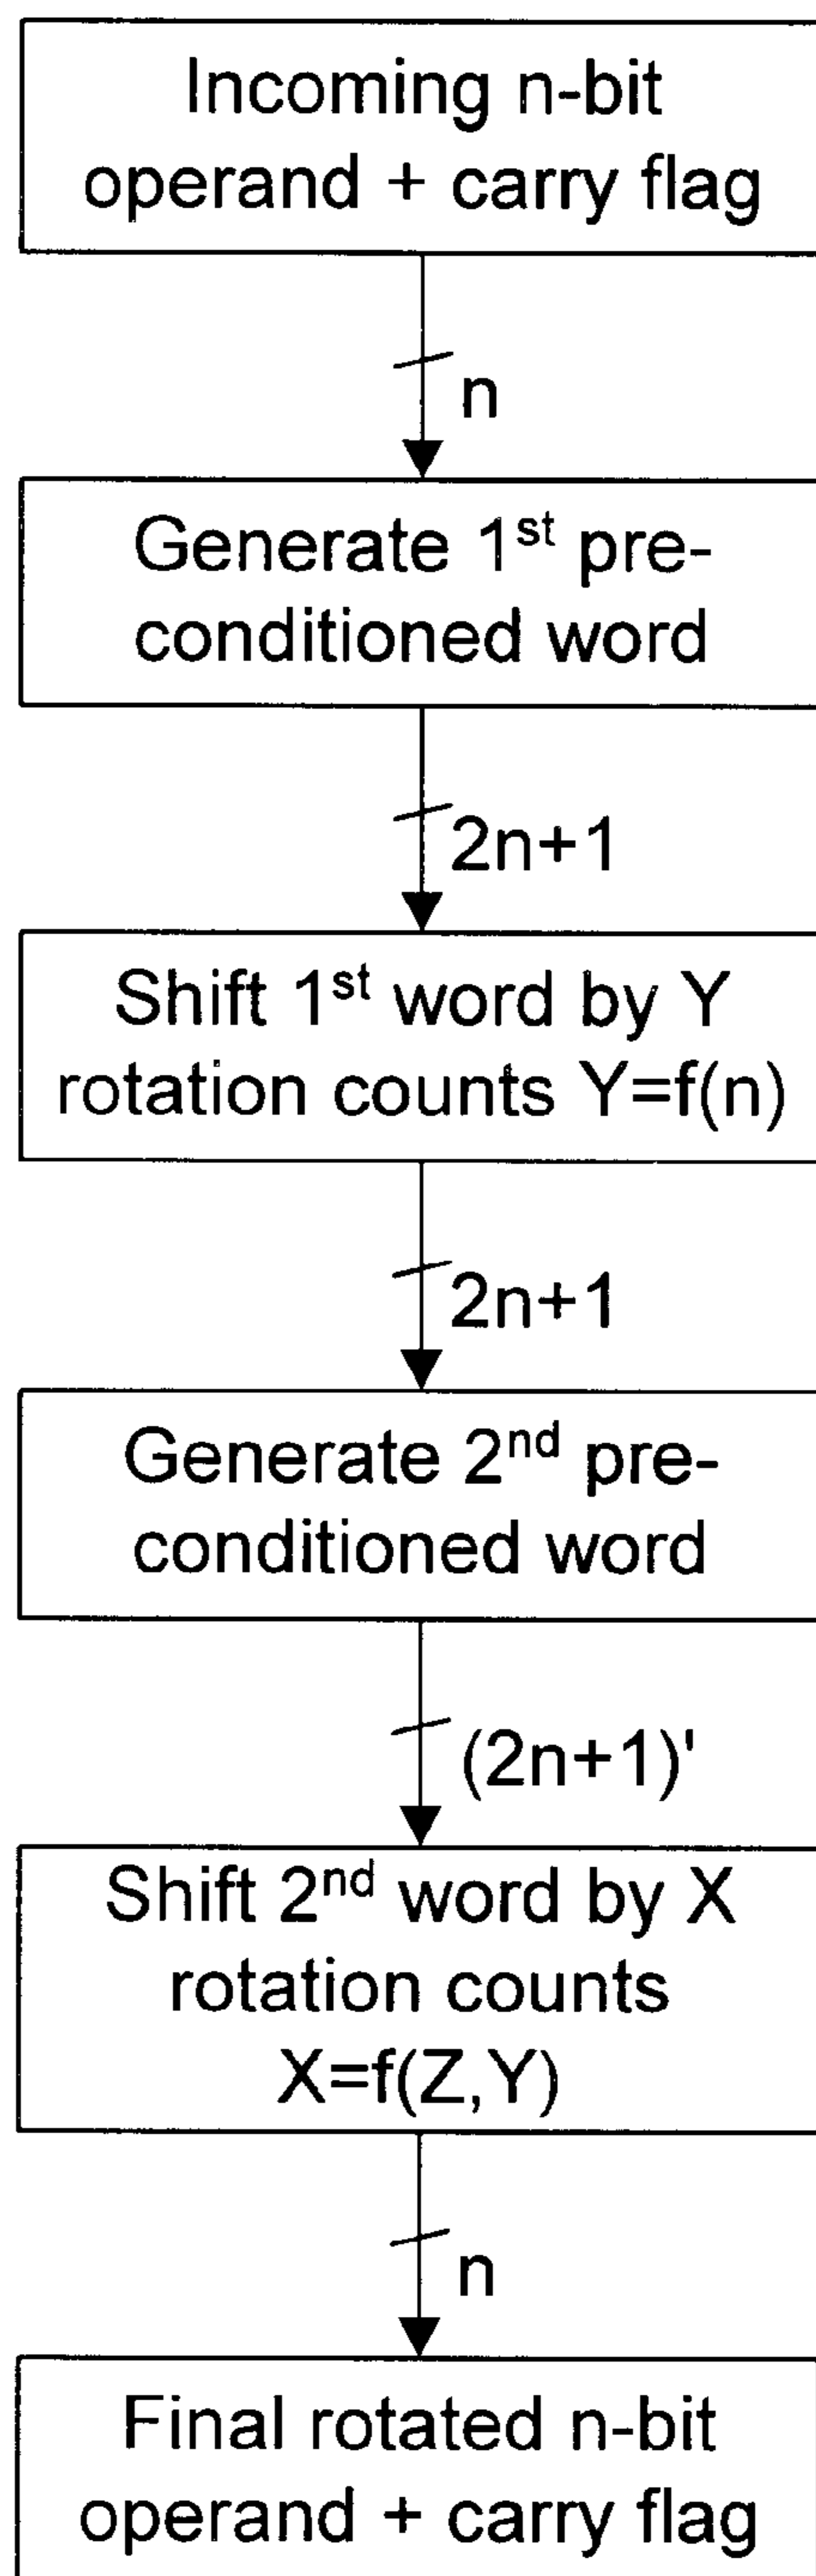 Incoming n-bit
operand + carry flag
n
Generate 1st pre-
conditioned word
2n+1
Shift 1st word by Y
rotation counts Y=f(n)
2n+1
Generate 2nd pre-
conditioned word
(2n+1)'
Shift 2nd word by X
rotation counts
X=f(Z,Y)
n
Final rotated n-bit
operand + carry flag